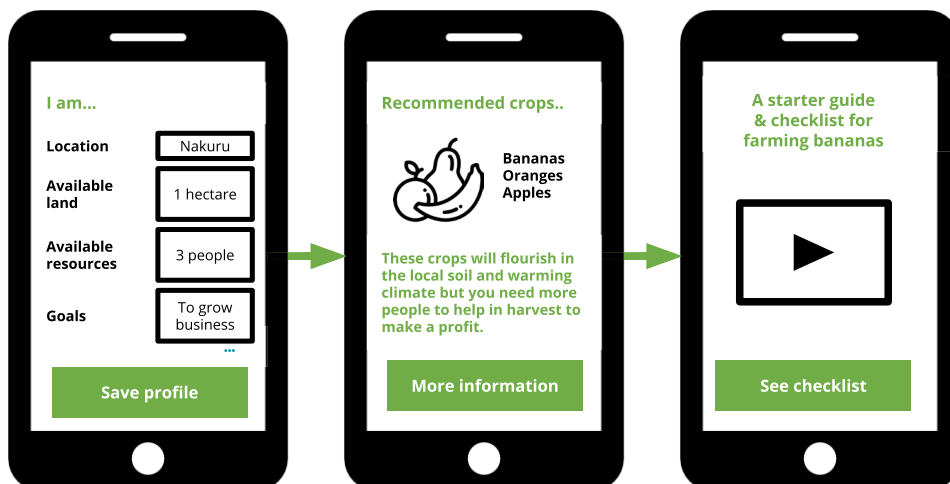 I am...
Location
Nakuru
Available
land
1 hectare
Available
resources
3 people
Goals
To grow
business
...
Save profile
Recommended crops..
Bananas
Oranges
Apples
These crops will flourish in
the local soil and warming
climate but you need more
people to help in harvest to
make a profit.
More information
A starter guide
& checklist for
farming bananas
See checklist